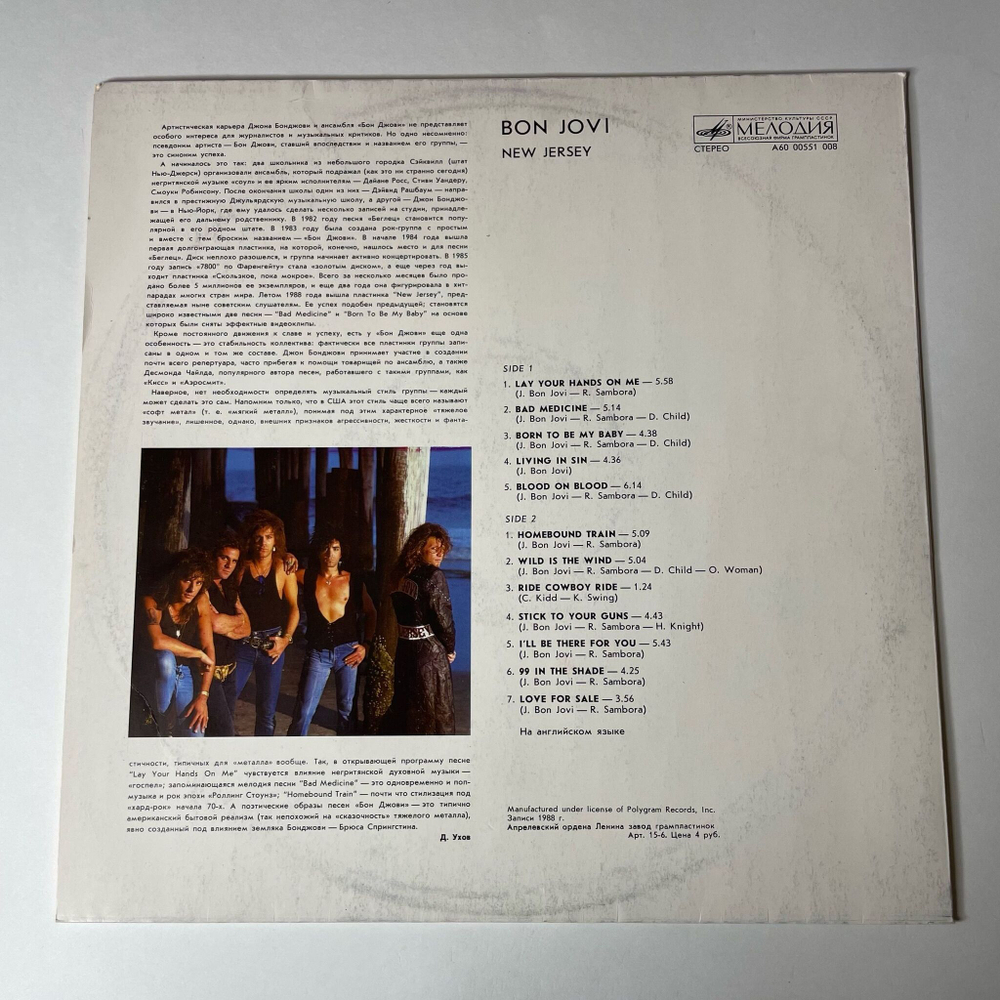 Артистическая карьера Джона Бонджови и ансамбля «Бон Джови» не представляет
особого интереса для журналистов и музыкальных критиков. Но одно несомненно:
псевдоним артиста — Бон Джови, ставший впоследствии и названием его группы, —
это синоним успеха.
А начиналось это так: два школьника из небольшого городка Сэйквилл (штат
Нью-Джерси) организовали ансамбль, который подражал (как это ни странно сегодня)
негритянской музыке «соул» и ее ярким исполнителям — Дайане Росс, Стиви Уандеру,
Смоуки Робинсону. После окончания школы один из них — Дэйвид Рашбаум — напра-
вился в престижную Джульярдскую музыкальную школу, а другой — Джон Бонджо-
ви — в Нью-Йорк, где ему удалось сделать несколько записей на студии, принадле-
жащей его дальнему родственнику. В 1982 году песня «Беглец» становится попу-
лярной в его родном штате. В 1983 году была создана рок-группа с простым
и вместе с тем броским названием — «Бон Джови». В начале 1984 года вышла
первая долгоиграющая пластинка, на которой, конечно, нашлось место и для песни
«Беглец». Диск неплохо разошелся, и группа начинает активно концертировать. В 1985
году запись «7800° по Фаренгейту» стала «золотым диском», а еще через год вы-
ходит пластинка «Скользкое, пока мокрое». Всего за несколько месяцев было про-
дано более 5 миллионов ее экземпляров, и еще два года она фигурировала в хит-
парадах многих стран мира. Летом 1988 года вышла пластинка "New Jersey", пред-
ставляемая ныне советским слушателям. Ее успех подобен предыдущей; становятся
широко известными две песни — "Bad Medicine" и "Born To Be My Baby" на основе
которых были сняты эффектные видеоклипы.
Кроме постоянного движения к славе и успеху, есть у «Бон Джови» еще одна
особенность — это стабильность коллектива: фактически все пластинки группы запи-
саны в одном и том же составе. Джон Бонджови принимает участие в создании
почти всего репертуара, часто прибегая к помощи товарищей по ансамблю, а также
Десмонда Чайлда, популярного автора песен, работавшего с такими группами, как
«Кисс» и «Аэросмит».
Наверное, нет необходимости определять музыкальный стиль группы — каждый
может сделать это сам. Напомним только, что в США этот стиль чаще всего называют
«софт метал» (т. е. «мягкий металл»), понимая под этим характерное «тяжелое
звучание», лишенное, однако, внешних признаков агрессивности, жесткости и фанта-
стичности, типичных для «металла» вообще. Так, в открывающей программу песне
"Lay Your Hands On Me" чувствуется влияние негритянской духовной музыки —
«госпел»; запоминающаяся мелодия песни "Bad Medicine" — это одновременно и поп-
музыка и рок эпохи «Роллинг Стоунз»; "Homebound Train" — почти что стилизация под
«хард-рок» начала 70-х. А поэтические образы песен «Бон Джови» — это типично
американский бытовой реализм (так непохожий на «сказочность» тяжелого металла),
явно созданный под влиянием земляка Бонджови — Брюса Спрингстина.
Д. Ухов
BON JOVI
NEW JERSEY
МИНИСТЕРСТВО КУЛЬТУРЫ СССР
МЕЛОДИЯ
ВСЕСОЮЗНАЯ ФИРМА ГРАМПЛАСТИНОК
СТЕРЕО A60 00551 008
SIDE 1
1. LAY YOUR HANDS ON ME — 5.58
(J. Bon Jovi — R. Sambora)
2. BAD MEDICINE — 5.14
(J. Bon Jovi — R. Sambora — D. Child)
3. BORN TO BE MY BABY — 4.38
(J. Bon Jovi — R. Sambora — D. Child)
4. LIVING IN SIN — 4.36
(J. Bon Jovi)
5. BLOOD ON BLOOD — 6.14
(J. Bon Jovi — R. Sambora — D. Child)
SIDE 2
1. HOMEBOUND TRAIN — 5.09
(J. Bon Jovi — R. Sambora)
2. WILD IS THE WIND — 5.04
(J. Bon Jovi — R. Sambora — D. Child — O. Woman)
3. RIDE COWBOY RIDE — 1.24
(C. Kidd — K. Swing)
4. STICK TO YOUR GUNS — 4.43
(J. Bon Jovi — R. Sambora — H. Knight)
5. I'LL BE THERE FOR YOU — 5.43
(J. Bon Jovi — R. Sambora)
6. 99 IN THE SHADE — 4.25
(J. Bon Jovi — R. Sambora)
7. LOVE FOR SALE — 3.56
(J. Bon Jovi — R. Sambora)
На английском языке
Manufactured under license of Polygram Records, Inc.
Записи 1988 г.
Апрелевский ордена Ленина завод грампластинок
Арт. 15-6. Цена 4 руб.